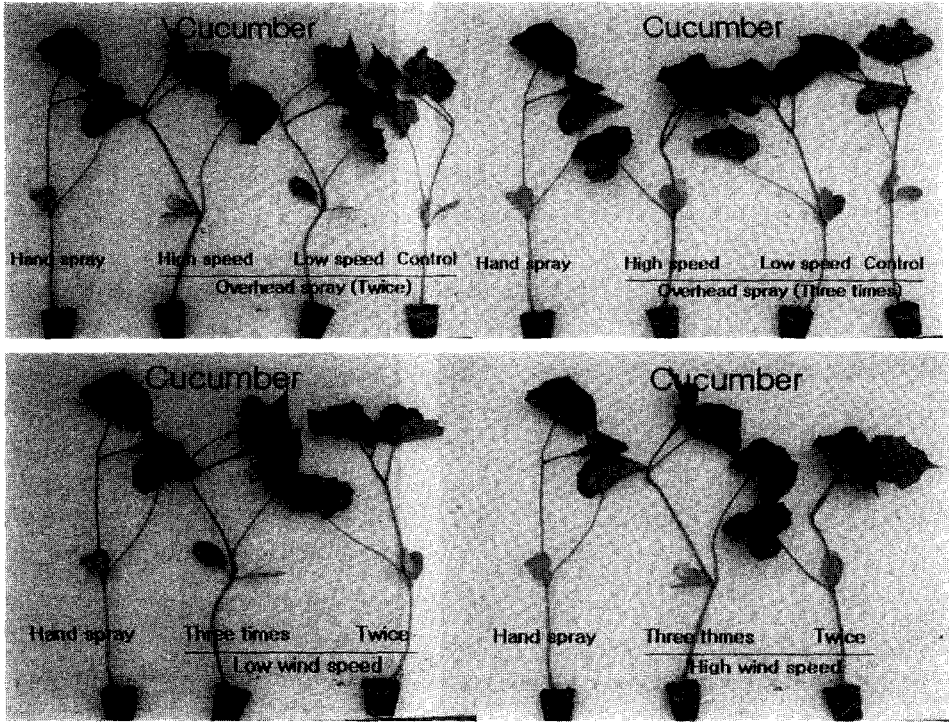 Cucumber
Hand spray High speed Low speed Control
Overhead spray (Twice)
Cucumber
Hand spray High speed Low speed Control
Overhead spray (Three times)
Cucumber
Hand spray Three times Twice
Low wind speed
Cucumber
Hand spray Three thmes Twice
High wind speed